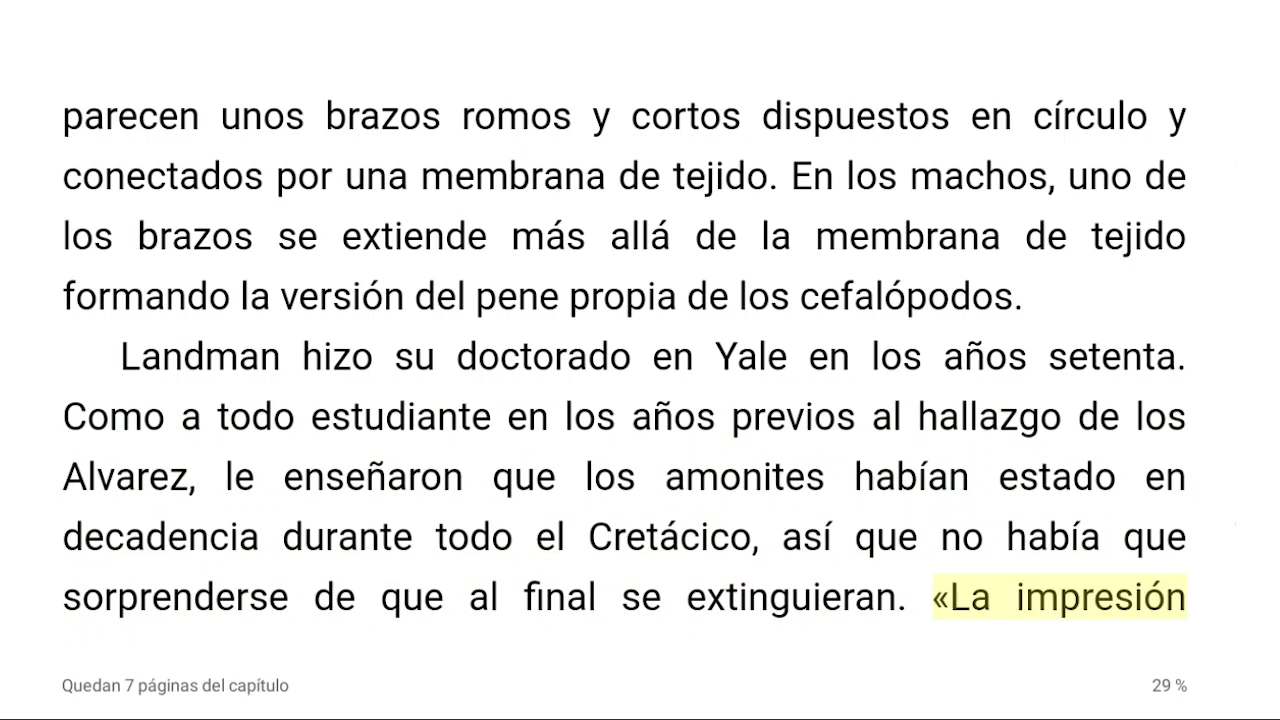 parecen unos brazos romos y cortos dispuestos en círculo y
conectados por una membrana de tejido. En los machos, uno de
los brazos se extiende más allá de la membrana de tejido
formando la versión del pene propia de los cefalópodos.
Landman hizo su doctorado en Yale en los años setenta.
Como a todo estudiante en los años previos al hallazgo de los
Alvarez, le enseñaron que los amonites habían estado en
decadencia durante todo el Cretácico, así que no había que
sorprenderse de que al final se extinguieran. «La impresión
Quedan 7 páginas del capítulo
29 %